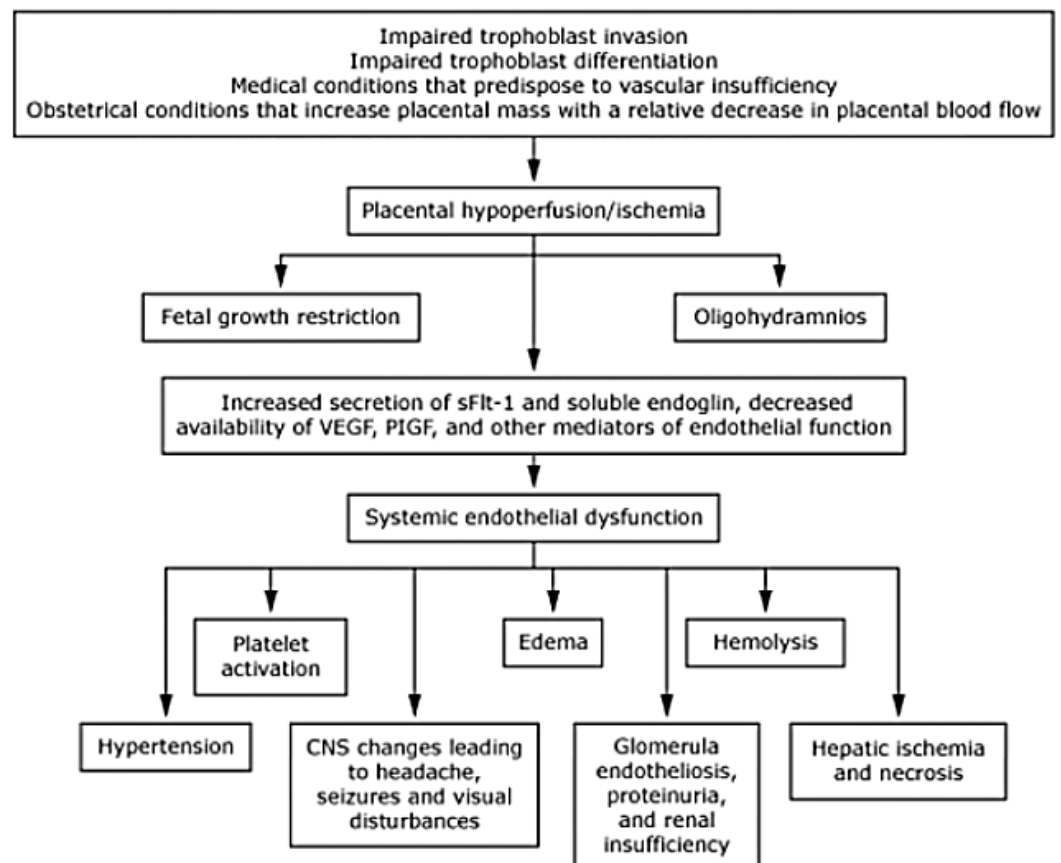 Impaired trophoblast invasion
Impaired trophoblast differentiation
Medical conditions that predispose to vascular insufficiency
Obstetrical conditions that increase placental mass with a relative decrease in placental blood flow
Placental hypoperfusion/ischemia
Fetal growth restriction
Oligohydramnios
Increased secretion of sFlt-1 and soluble endoglin, decreased
availability of VEGF, PIGF, and other mediators of endothelial function
Systemic endothelial dysfunction
Platelet
activation
Edema
Hemolysis
Hypertension
CNS changes leading
to headache,
seizures and visual
disturbances
Glomerula
endotheliosis,
proteinuria,
and renal
insufficiency
Hepatic ischemia
and necrosis